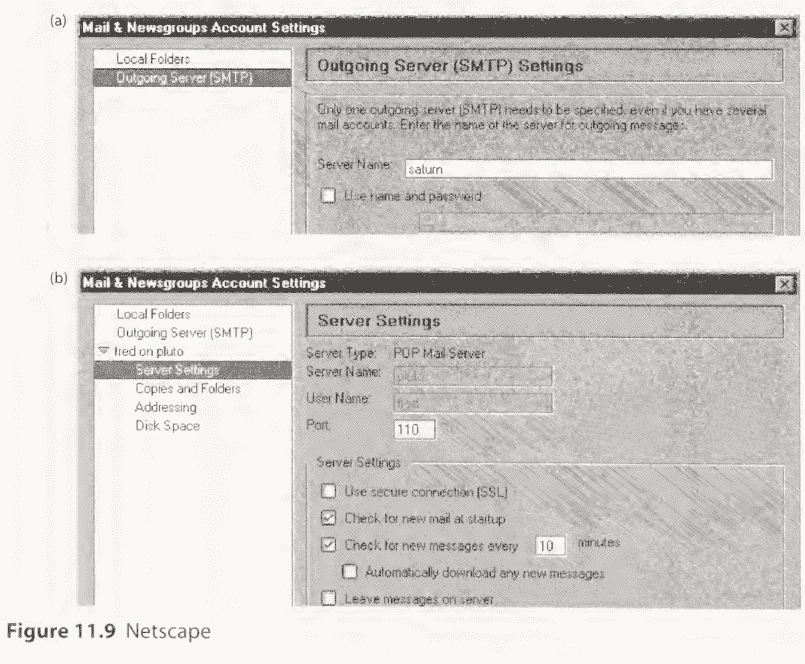 (a)
Mail & Newsgroups Account Settings
Local Folders
Outgoing Server (SMTP)
Outgoing Server (SMTP) Settings
Only one outgoing server (SMTP) needs to be specified, even if you have several
mail accounts. Enter the name of the server for outgoing messages.
Server Name: saturn
Use name and password
(b)
Mail & Newsgroups Account Settings
Local Folders
Outgoing Server (SMTP)
fred on pluto
Server Settings
Copies and Folders
Addressing
Disk Space
Server Settings
Server Type: POP Mail Server
Server Name: pluto
User Name: fred
Port: 110
Server Settings
Use secure connection (SSL)
Check for new mail at startup
Check for new messages every 10 minutes
Automatically download any new messages
Leave messages on server
Figure 11.9 Netscape